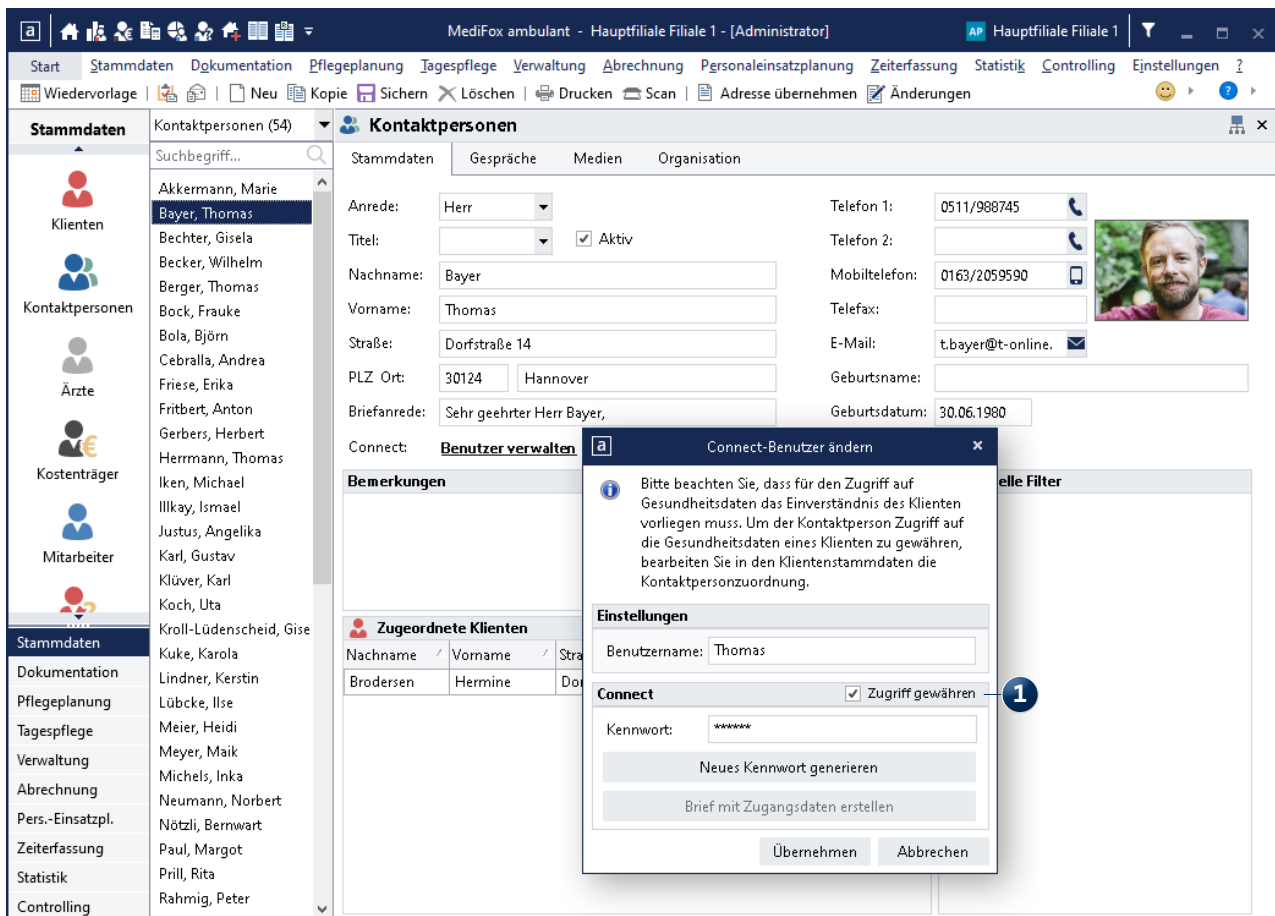 a MediFox ambulant - Hauptfiliale Filiale 1 - [Administrator] AP Hauptfiliale Filiale 1
Start Stammdaten Dokumentation Pflegeplanung Tagespflege Verwaltung Abrechnung Personaleinsatzplanung Zeiterfassung Statistik Controlling Einstellungen ?
Wiedervorlage Neu Kopie Sichern Löschen Drucken Scan Adresse übernehmen Änderungen ?
Stammdaten
Klienten
Kontaktpersonen
Ärzte
Kostenträger
Mitarbeiter
Stammdaten
Dokumentation
Pflegeplanung
Tagespflege
Verwaltung
Abrechnung
Pers.-Einsatzpl.
Zeiterfassung
Statistik
Controlling
Kontaktpersonen (54)
Suchbegriff...
Akkermann, Marie
Bayer, Thomas
Bechter, Gisela
Becker, Wilhelm
Berger, Thomas
Bock, Frauke
Bola, Björn
Cebralla, Andrea
Friese, Erika
Fritbert, Anton
Gerbers, Herbert
Herrmann, Thomas
Iken, Michael
Illkay, Ismael
Justus, Angelika
Karl, Gustav
Klüver, Karl
Koch, Uta
Kroll-Lüdenscheid, Gise
Kuke, Karola
Lindner, Kerstin
Lübcke, Ilse
Meier, Heidi
Meyer, Maik
Michels, Inka
Neumann, Norbert
Nötzli, Bernwart
Paul, Margot
Prill, Rita
Rahmig, Peter
Kontaktpersonen
Stammdaten Gespräche Medien Organisation
Anrede: Herr
Titel: Aktiv
Nachname: Bayer
Vorname: Thomas
Straße: Dorfstraße 14
PLZ Ort: 30124 Hannover
Briefanrede: Sehr geehrter Herr Bayer,
Connect: Benutzer verwalten
Telefon 1: 0511/988745
Telefon 2:
Mobiltelefon: 0163/2059590
Telefax:
E-Mail: t.bayer@t-online.
Geburtsname:
Geburtsdatum: 30.06.1980
Bemerkungen
elle Filter
Zugeordnete Klienten
Nachname Vorname Stra
Brodersen Hermine Dor
a Connect-Benutzer ändern
Bitte beachten Sie, dass für den Zugriff auf
Gesundheitsdaten das Einverständnis des Klienten
vorliegen muss. Um der Kontaktperson Zugriff auf
die Gesundheitsdaten eines Klienten zu gewähren,
bearbeiten Sie in den Klientenstammdaten die
Kontaktpersonzuordnung.
Einstellungen
Benutzername: Thomas
Connect Zugriff gewähren 1
Kennwort: ******
Neues Kennwort generieren
Brief mit Zugangsdaten erstellen
Übernehmen Abbrechen